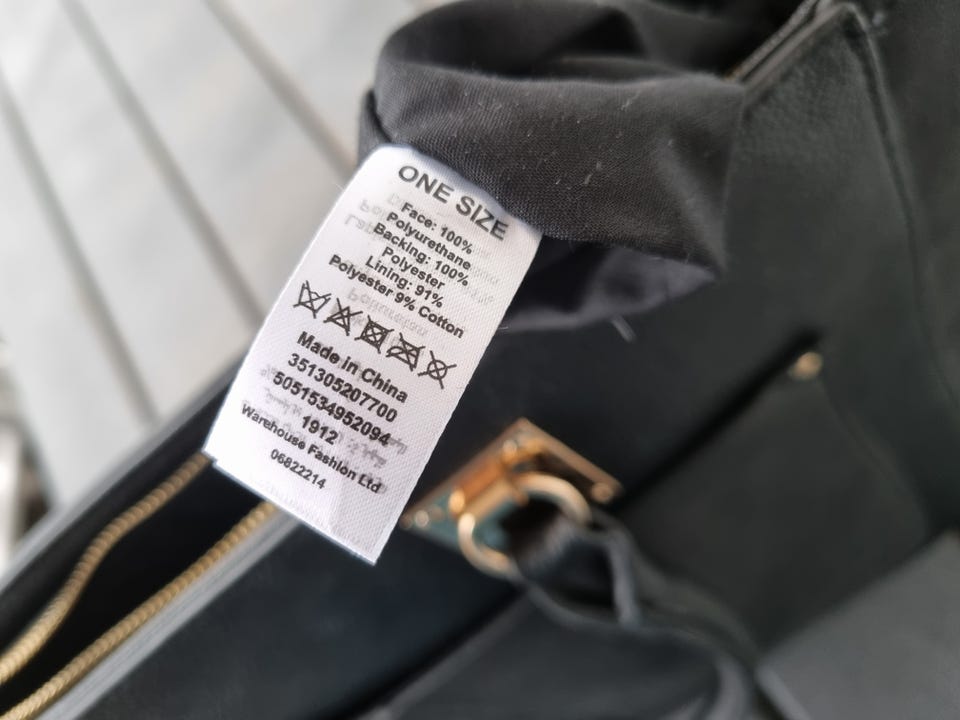 ONE SIZE
Face: 100%
Polyurethane
Backing: 100%
Polyester
Lining: 91%
Polyester 9% Cotton
Made in China
351305207700
5051534952094
1912
Warehouse Fashion Ltd
06822214